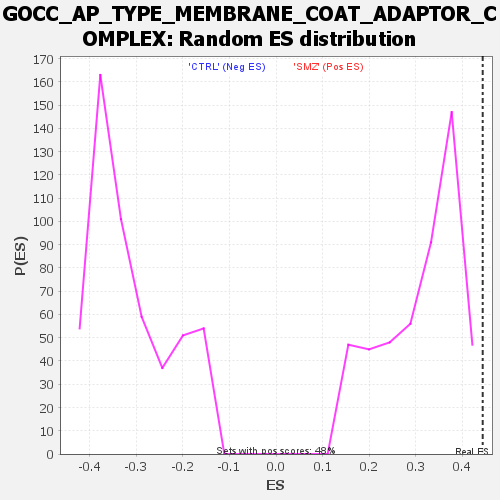 GOCC_AP_TYPE_MEMBRANE_COAT_ADAPTOR_C
OMPLEX: Random ES distribution
'CTRL' (Neg ES) 'SMZ' (Pos ES)
170
160
150
140
130
120
110
100
90
80
70
60
50
40
30
20
10
0
P(ES)
Sets with pos scores: 48%
Real ES
-0.4 -0.3 -0.2 -0.1 0.0 0.1 0.2 0.3 0.4
ES